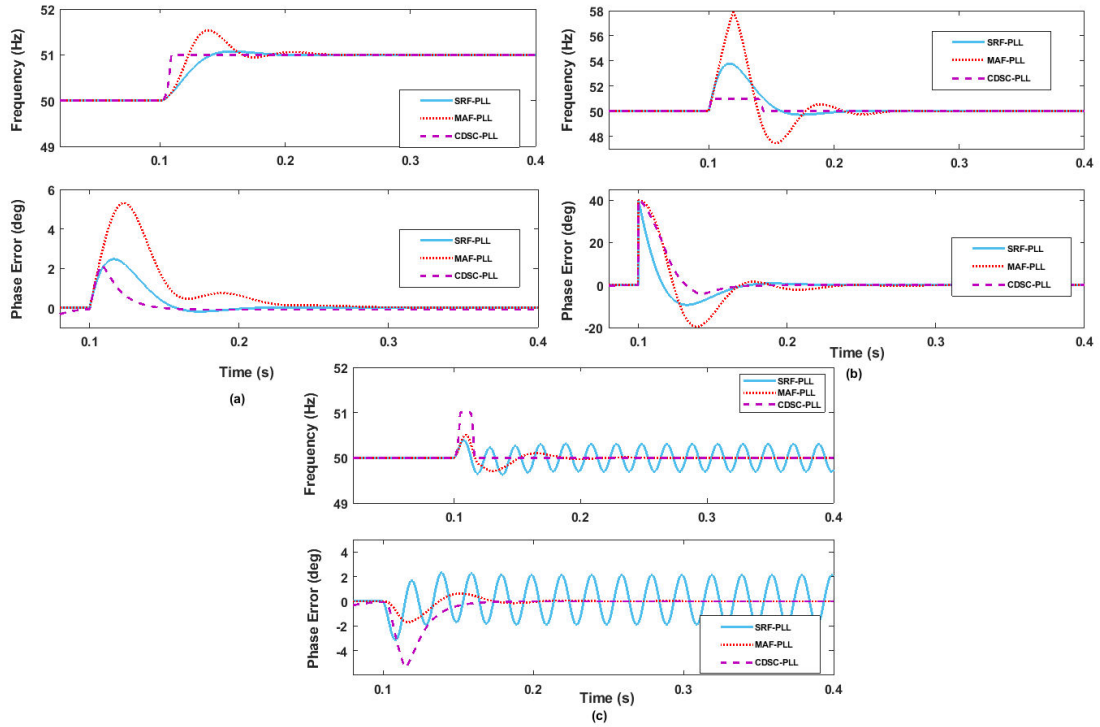 Frequency (Hz)
52
51
50
49
0.1
0.2
0.3
0.4
SRF-PLL
MAF-PLL
CDSC-PLL
Phase Error (deg)
6
4
2
0
0.1
0.2
0.3
0.4
SRF-PLL
MAF-PLL
CDSC-PLL
Time (s)
(a)
Frequency (Hz)
58
56
54
52
50
48
0.1
0.2
0.3
0.4
SRF-PLL
MAF-PLL
CDSC-PLL
Phase Error (deg)
40
20
0
-20
0.1
0.2
0.3
0.4
SRF-PLL
MAF-PLL
CDSC-PLL
Time (s)
(b)
Frequency (Hz)
52
51
50
49
0.1
0.2
0.3
0.4
SRF-PLL
MAF-PLL
CDSC-PLL
Phase Error (deg)
4
2
0
-2
-4
0.1
0.2
0.3
0.4
SRF-PLL
MAF-PLL
CDSC-PLL
Time (s)
(c)